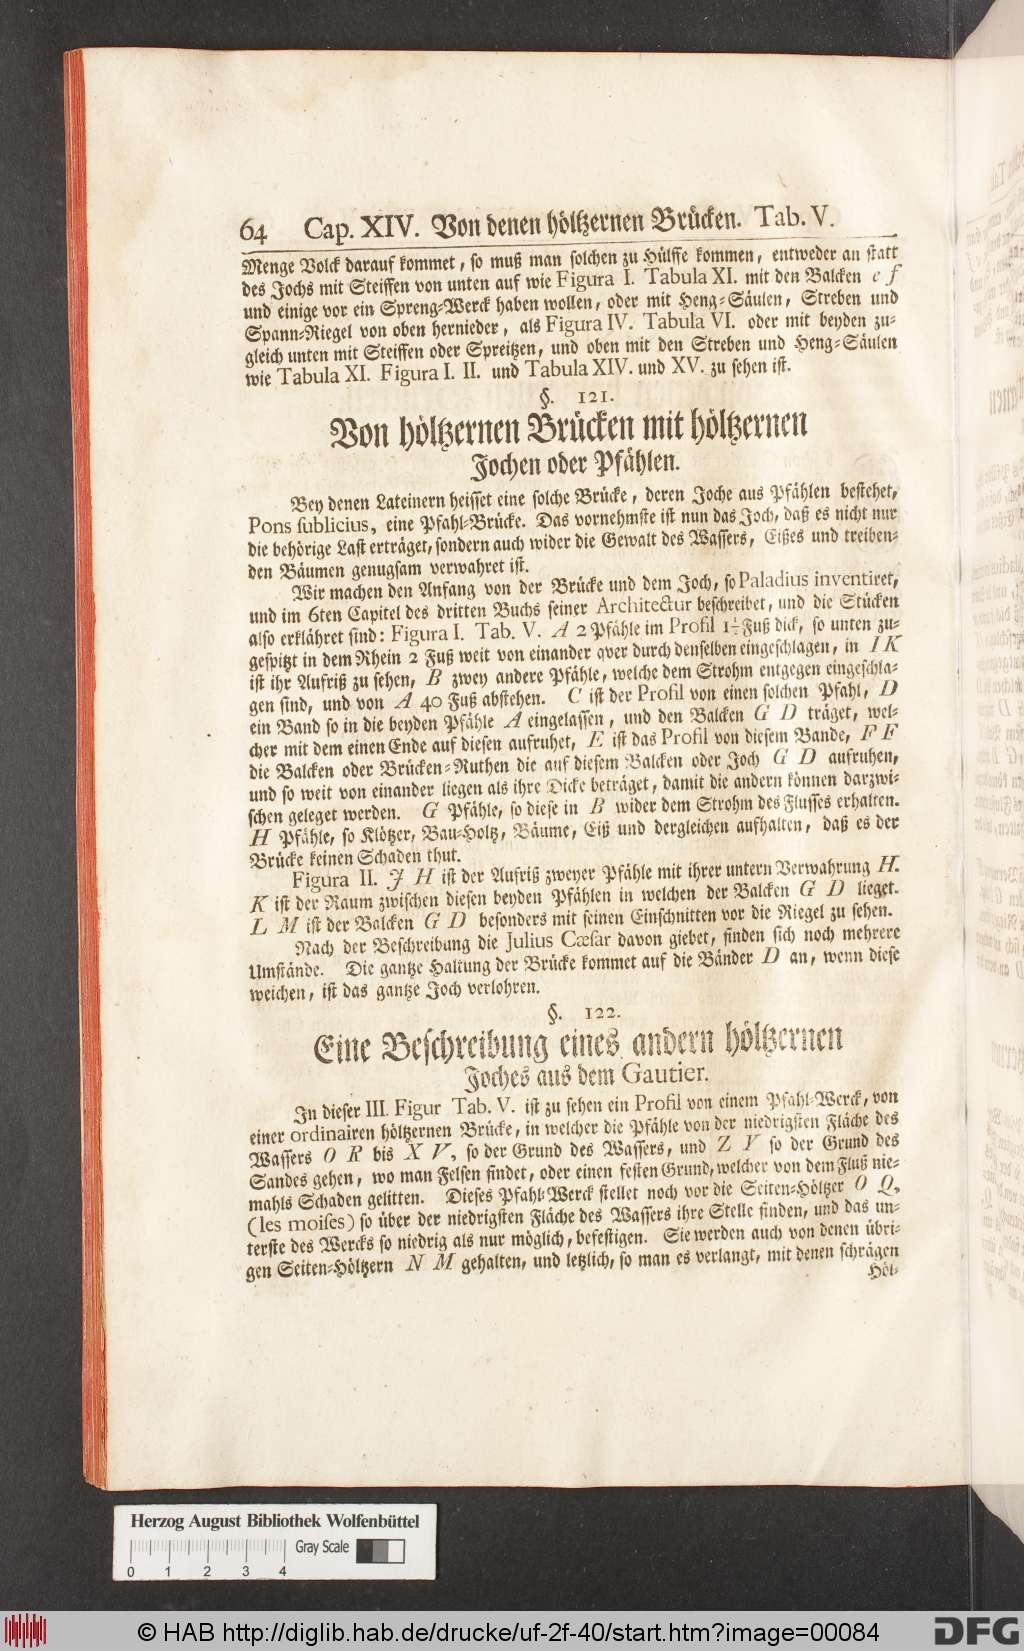 64 Cap. XIV. Von denen höltzernen Brücken. Tab. V.
Menge Volck darauf kommet, so muß man solchen zu Hülffe kommen, entweder an statt
des Jochs mit Steiffen von unten auf wie Figura I. Tabula XI. mit den Balcken e f
und einige vor ein Spreng-Werck haben wollen, oder mit Heng-Säulen, Streben und
Spann-Riegel von oben hernieder, als Figura IV. Tabula VI. oder mit beyden zu-
gleich unten mit Steiffen oder Spreitzen, und oben mit den Streben und Heng-Säulen
wie Tabula XI. Figura I. II. und Tabula XIV. und XV. zu sehen ist.
§. 121.
Von höltzernen Brücken mit höltzernen
Jochen oder Pfählen.
Bey denen Lateinern heisset eine solche Brücke, deren Joche aus Pfählen bestehet,
Pons sublicius, eine Pfahl-Brücke. Das vornehmste ist nun das Joch, daß es nicht nur
die behörige Last erträget, sondern auch wider die Gewalt des Wassers, Eißes und treiben-
den Bäumen genugsam verwahret ist.
Wir machen den Anfang von der Brücke und dem Joch, so Paladius inventiret,
und im 6ten Capitel des dritten Buchs seiner Architectur beschreibet, und die Stücken
also erklähret sind: Figura I. Tab. V. A 2 Pfähle im Profil 1½ Fuß dick, so unten zu-
gespitzt in dem Rhein 2 Fuß weit von einander qver durch denselben eingeschlagen, in I K
ist ihr Aufriß zu sehen, B zwey andere Pfähle, welche dem Strohm entgegen eingeschla-
gen sind, und von A 40 Fuß abstehen. C ist der Profil von einen solchen Pfahl, D
ein Band so in die beyden Pfähle A eingelassen, und den Balcken G D träget, wel-
cher mit dem einen Ende auf diesen aufruhet, E ist das Profil von diesem Bande, F F
die Balcken oder Brücken-Ruthen die auf diesem Balcken oder Joch G D aufruhen,
und so weit von einander liegen als ihre Dicke beträget, damit die andern können darzwi-
schen geleget werden. G Pfähle, so diese in B wider dem Strohm des Flusses erhalten.
H Pfähle, so Klötzer, Bau-Holtz, Bäume, Eiß und dergleichen aufhalten, daß es der
Brücke keinen Schaden thut.
Figura II. J H ist der Aufriß zweyer Pfähle mit ihrer untern Verwahrung H.
K ist der Raum zwischen diesen beyden Pfählen in welchen der Balcken G D lieget.
L M ist der Balcken G D besonders mit seinen Einschnitten vor die Riegel zu sehen.
Nach der Beschreibung die Julius Cæsar davon giebet, finden sich noch mehrere
Umstände. Die gantze Haltung der Brücke kommet auf die Bänder D an, wenn diese
weichen, ist das gantze Joch verlohren.
§. 122.
Eine Beschreibung eines andern höltzernen
Joches aus dem Gautier.
In dieser III. Figur Tab. V. ist zu sehen ein Profil von einem Pfahl-Werck, von
einer ordinairen höltzernen Brücke, in welcher die Pfähle von der niedrigsten Fläche des
Wassers O R bis X V, so der Grund des Wassers, und Z Y so der Grund des
Sandes gehen, wo man Felsen findet, oder einen festen Grund, welcher von dem Fluß nie-
mahls Schaden gelitten. Dieses Pfahl-Werck stellet noch vor die Seiten-Höltzer O Q,
(les moises) so über der niedrigsten Fläche des Wassers ihre Stelle finden, und das un-
terste des Wercks so niedrig als nur möglich, befestigen. Sie werden auch von denen übri-
gen Seiten-Höltzern N M gehalten, und letzlich, so man es verlangt, mit denen schrägen
Höl-
Herzog August Bibliothek Wolfenbüttel
Gray Scale
0 1 2 3 4
© HAB http://diglib.hab.de/drucke/uf-2f-40/start.htm?image=00084
DFG